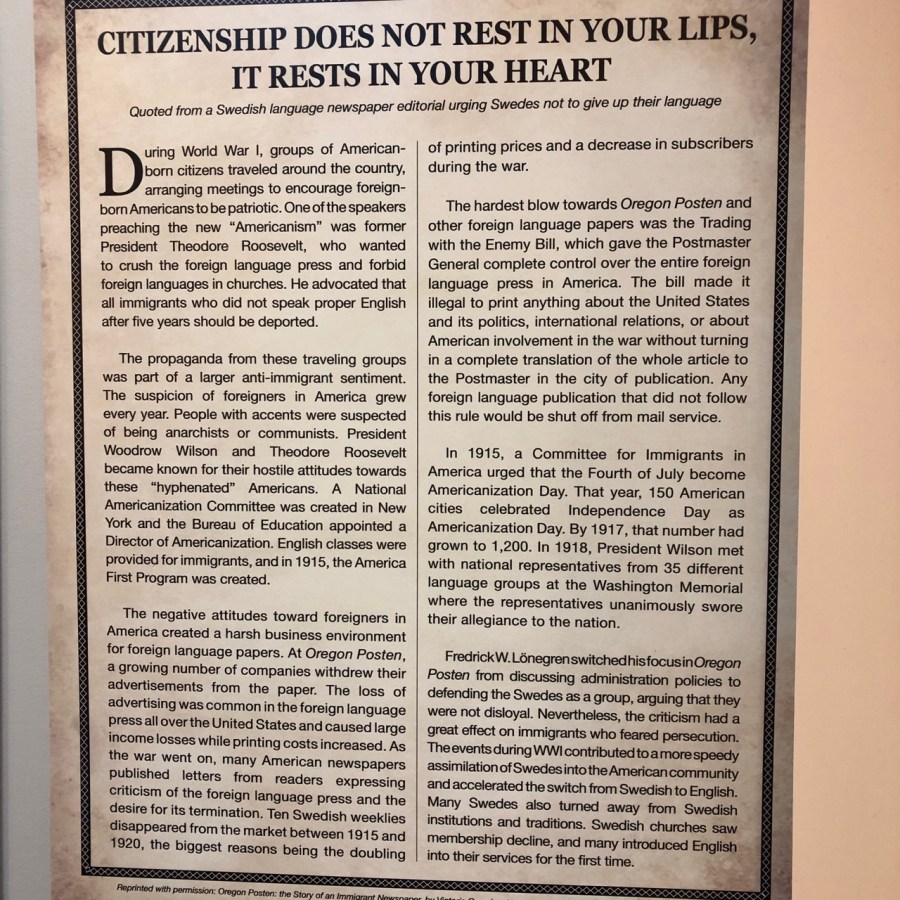 CITIZENSHIP DOES NOT REST IN YOUR LIPS,
IT RESTS IN YOUR HEART
Quoted from a Swedish language newspaper editorial urging Swedes not to give up their language
During World War I, groups of American-
born citizens traveled around the country,
arranging meetings to encourage foreign-
born Americans to be patriotic. One of the speakers
preaching the new “Americanism” was former
President Theodore Roosevelt, who wanted
to crush the foreign language press and forbid
foreign languages in churches. He advocated that
all immigrants who did not speak proper English
after five years should be deported.
The propaganda from these traveling groups
was part of a larger anti-immigrant sentiment.
The suspicion of foreigners in America grew
every year. People with accents were suspected
of being anarchists or communists. President
Woodrow Wilson and Theodore Roosevelt
became known for their hostile attitudes towards
these “hyphenated” Americans. A National
Americanization Committee was created in New
York and the Bureau of Education appointed a
Director of Americanization. English classes were
provided for immigrants, and in 1915, the America
First Program was created.
The negative attitudes toward foreigners in
America created a harsh business environment
for foreign language papers. At Oregon Posten,
a growing number of companies withdrew their
advertisements from the paper. The loss of
advertising was common in the foreign language
press all over the United States and caused large
income losses while printing costs increased. As
the war went on, many American newspapers
published letters from readers expressing
criticism of the foreign language press and the
desire for its termination. Ten Swedish weeklies
disappeared from the market between 1915 and
1920, the biggest reasons being the doubling
of printing prices and a decrease in subscribers
during the war.
The hardest blow towards Oregon Posten and
other foreign language papers was the Trading
with the Enemy Bill, which gave the Postmaster
General complete control over the entire foreign
language press in America. The bill made it
illegal to print anything about the United States
and its politics, international relations, or about
American involvement in the war without turning
in a complete translation of the whole article to
the Postmaster in the city of publication. Any
foreign language publication that did not follow
this rule would be shut off from mail service.
In 1915, a Committee for Immigrants in
America urged that the Fourth of July become
Americanization Day. That year, 150 American
cities celebrated Independence Day as
Americanization Day. By 1917, that number had
grown to 1,200. In 1918, President Wilson met
with national representatives from 35 different
language groups at the Washington Memorial
where the representatives unanimously swore
their allegiance to the nation.
Fredrick W. Lönegren switched his focus in Oregon
Posten from discussing administration policies to
defending the Swedes as a group, arguing that they
were not disloyal. Nevertheless, the criticism had a
great effect on immigrants who feared persecution.
The events during WWI contributed to a more speedy
assimilation of Swedes into the American community
and accelerated the switch from Swedish to English.
Many Swedes also turned away from Swedish
institutions and traditions. Swedish churches saw
membership decline, and many introduced English
into their services for the first time.
Reprinted with permission: Oregon Posten: the Story of an Immigrant Newspaper, by